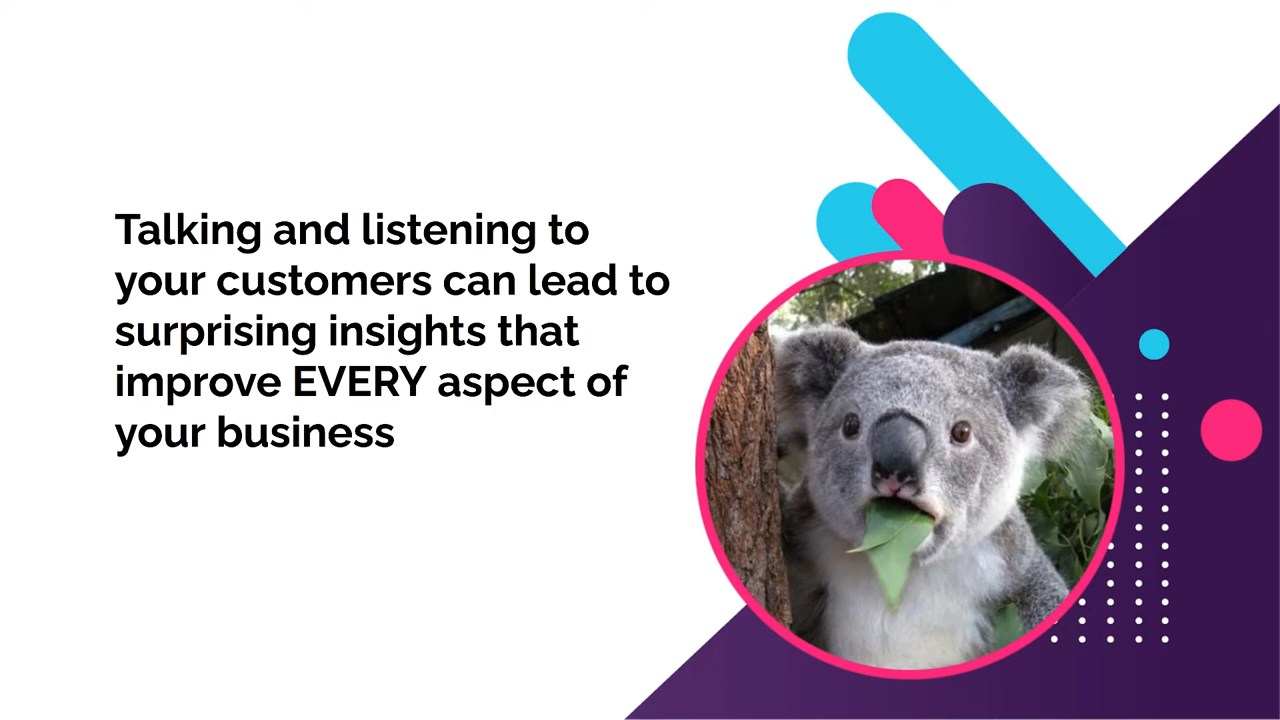 Talking and listening to
your customers can lead to
surprising insights that
improve EVERY aspect of
your business